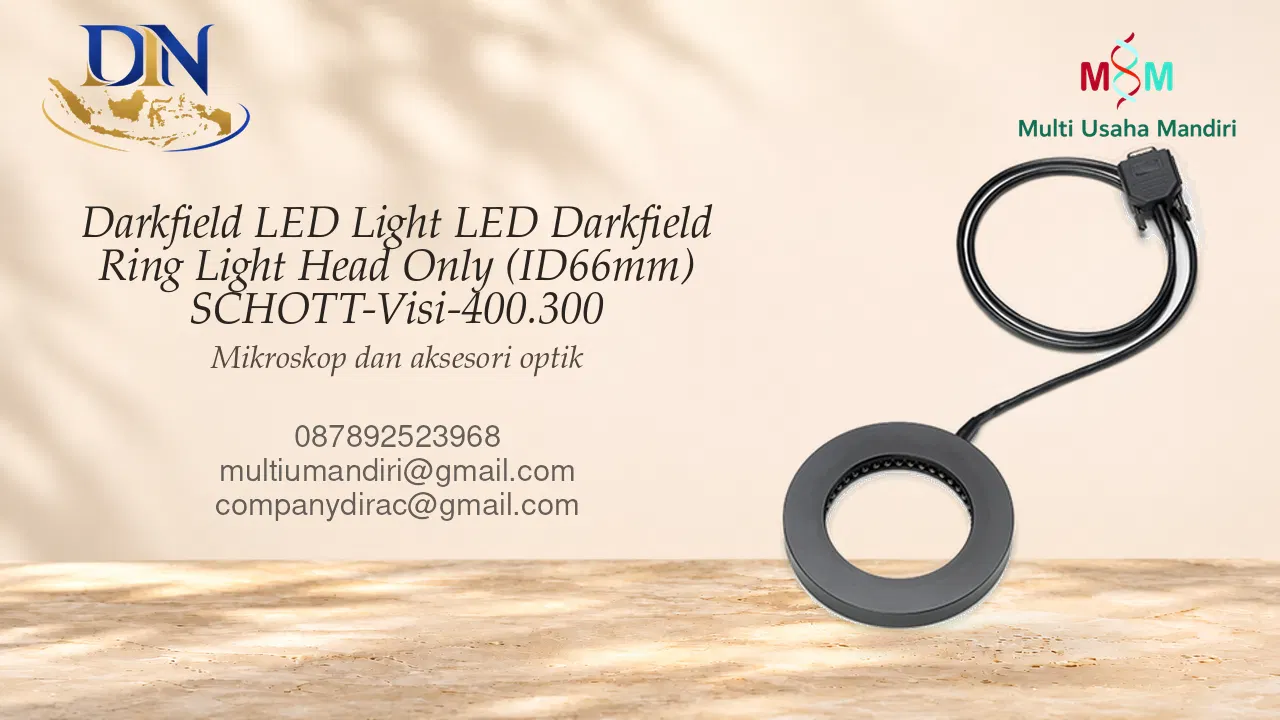 DIN
MSM
Multi Usaha Mandiri
Darkfield LED Light LED Darkfield
Ring Light Head Only (ID66mm)
SCHOTT-Visi-400.300
Mikroskop dan aksesori optik
087892523968
multiumandiri@gmail.com
companydirac@gmail.com